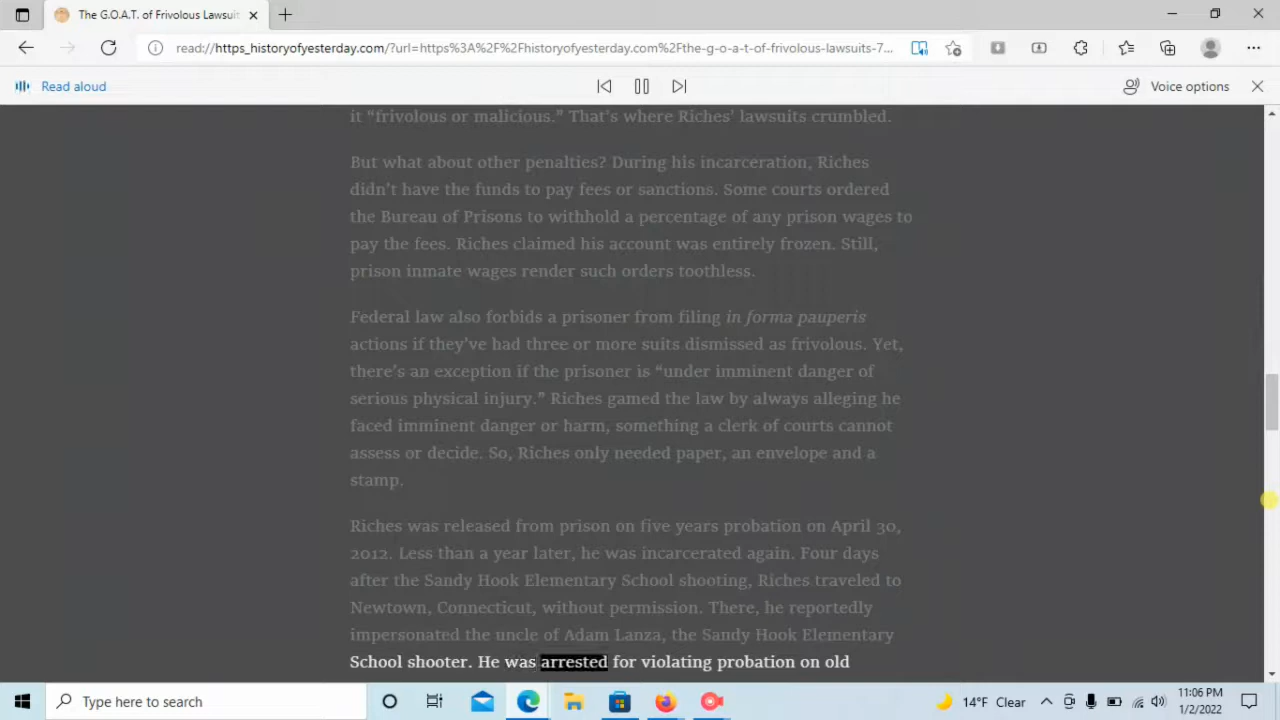 The G.O.A.T. of Frivolous Lawsuit
read://https_historyofyesterday.com/?url=https%3A%2F%2Fhistoryofyesterday.com%2Fthe-g-o-a-t-of-frivolous-lawsuits-7...
Read aloud
Voice options
it “frivolous or malicious.” That’s where Riches’ lawsuits crumbled.
But what about other penalties? During his incarceration, Riches
didn’t have the funds to pay fees or sanctions. Some courts ordered
the Bureau of Prisons to withhold a percentage of any prison wages to
pay the fees. Riches claimed his account was entirely frozen. Still,
prison inmate wages render such orders toothless.
Federal law also forbids a prisoner from filing in forma pauperis
actions if they’ve had three or more suits dismissed as frivolous. Yet,
there’s an exception if the prisoner is “under imminent danger of
serious physical injury.” Riches gamed the law by always alleging he
faced imminent danger or harm, something a clerk of courts cannot
assess or decide. So, Riches only needed paper, an envelope and a
stamp.
Riches was released from prison on five years probation on April 30,
2012. Less than a year later, he was incarcerated again. Four days
after the Sandy Hook Elementary School shooting, Riches traveled to
Newtown, Connecticut, without permission. There, he reportedly
impersonated the uncle of Adam Lanza, the Sandy Hook Elementary
School shooter. He was arrested for violating probation on old
Type here to search
14°F Clear
11:06 PM
1/2/2022